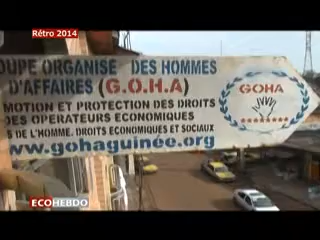 Rétro 2014
OUPE ORGANISE DES HOMMES
D'AFFAIRES (G.O.H.A)
MOTION ET PROTECTION DES DROITS
DES OPERATEURS ECONOMIQUES
S DE L'HOMME, DROITS ECONOMIQUES ET SOCIAUX
www.gohaguinée.org
GOHA
ECOHEBDO